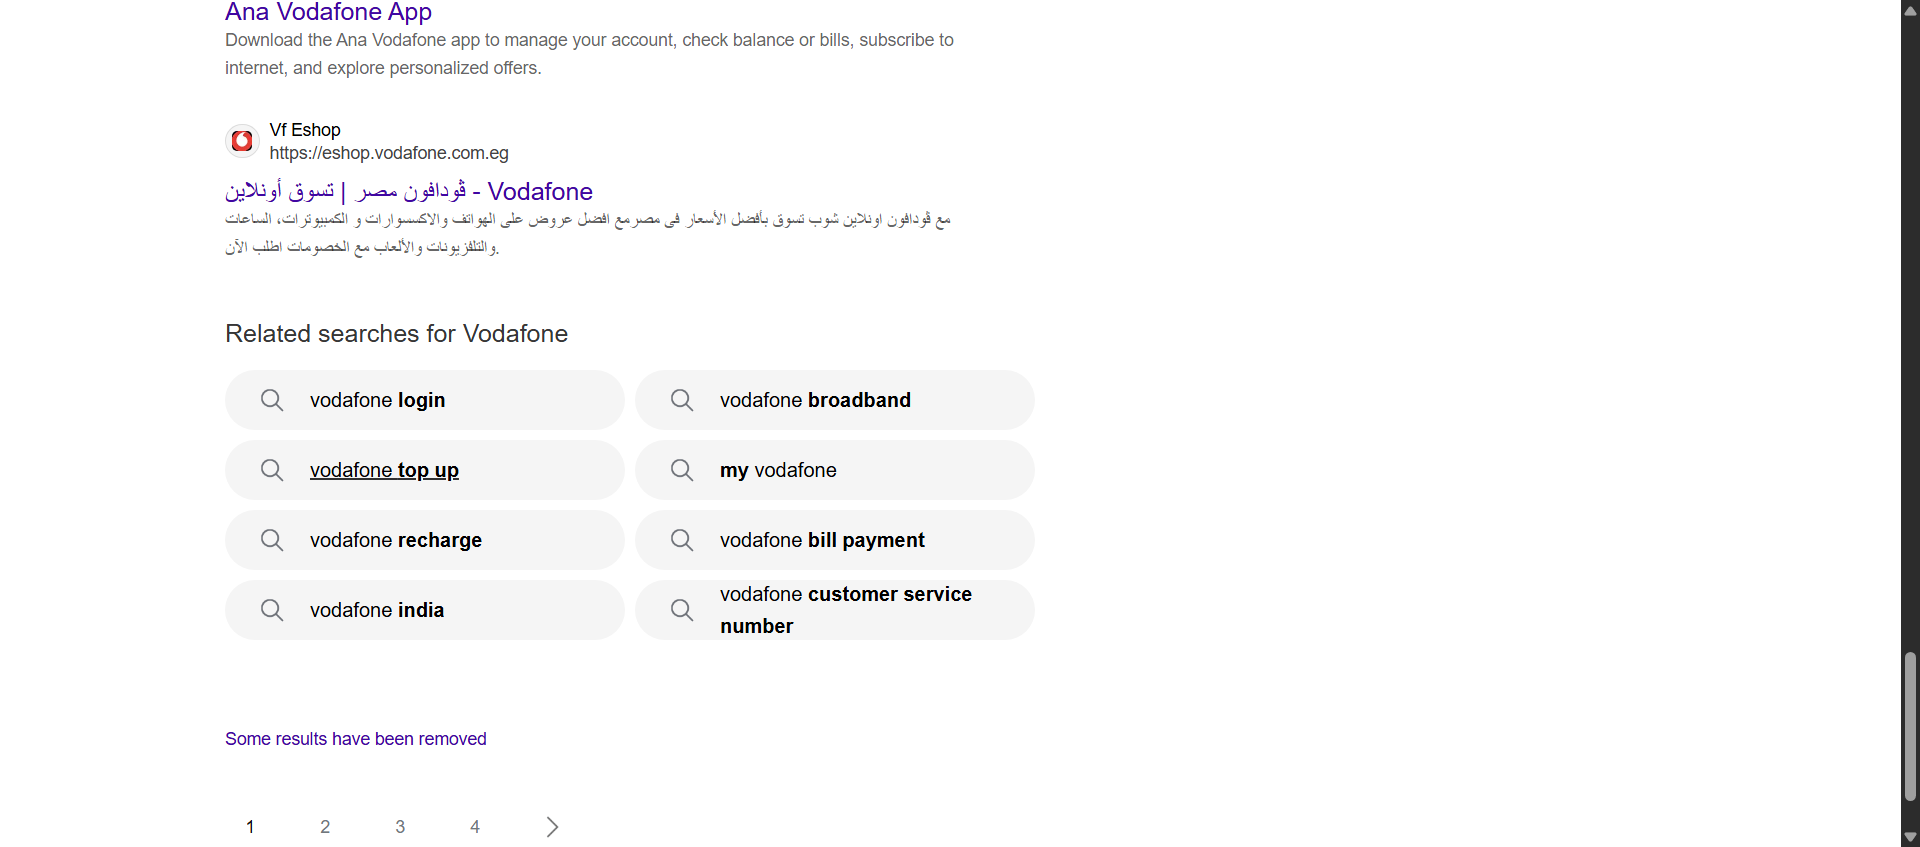 Ana Vodafone App
Download the Ana Vodafone app to manage your account, check balance or bills, subscribe to
internet, and explore personalized offers.
Vf Eshop
https://eshop.vodafone.com.eg
ڤودافون مصر | تسوق أونلاين - Vodafone
مع ڤودافون اونلاين شوب تسوق بأفضل الأسعار فى مصرمع افضل عروض على الهواتف والاكسسوارات و الكمبيوترات، الساعات
والتلفزيونات والألعاب مع الخصومات اطلب الآن.
Related searches for Vodafone
vodafone login
vodafone broadband
vodafone top up
my vodafone
vodafone recharge
vodafone bill payment
vodafone india
vodafone customer service
number
Some results have been removed
1 2 3 4